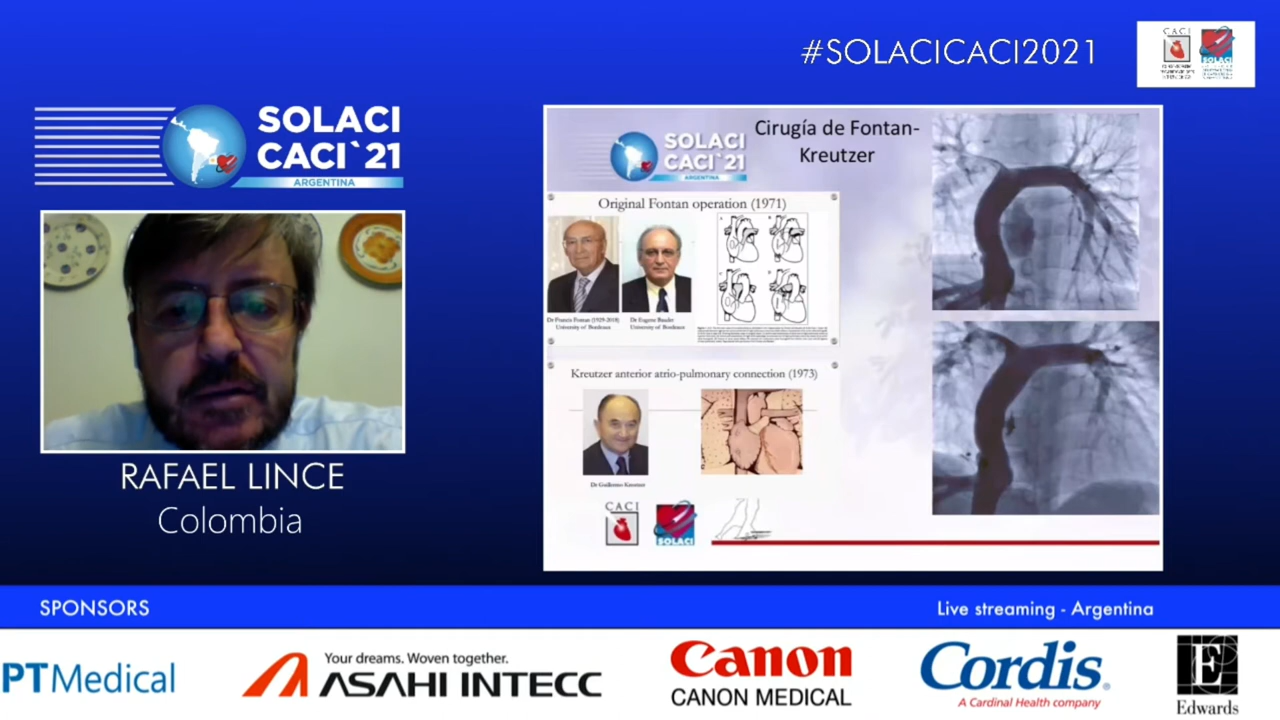 #SOLACICACI2021
CACI
SOLACI
SOLACI
CACI`21
ARGENTINA
RAFAEL LINCE
Colombia
SOLACI
CACI`21
ARGENTINA
Cirugía de Fontan-
Kreutzer
Original Fontan operation (1971)
Dr Francis Fontan (1929-2018)
University of Bordeaux
Dr Eugene Baudet
University of Bordeaux
Kreutzer anterior atrio-pulmonary connection (1973)
Dr Guillermo Kreutzer
CACI
SOLACI
SPONSORS
Live streaming - Argentina
PTMedical
Your dreams. Woven together.
ASAHI INTECC
Canon
CANON MEDICAL
Cordis®
A Cardinal Health company
E
Edwards